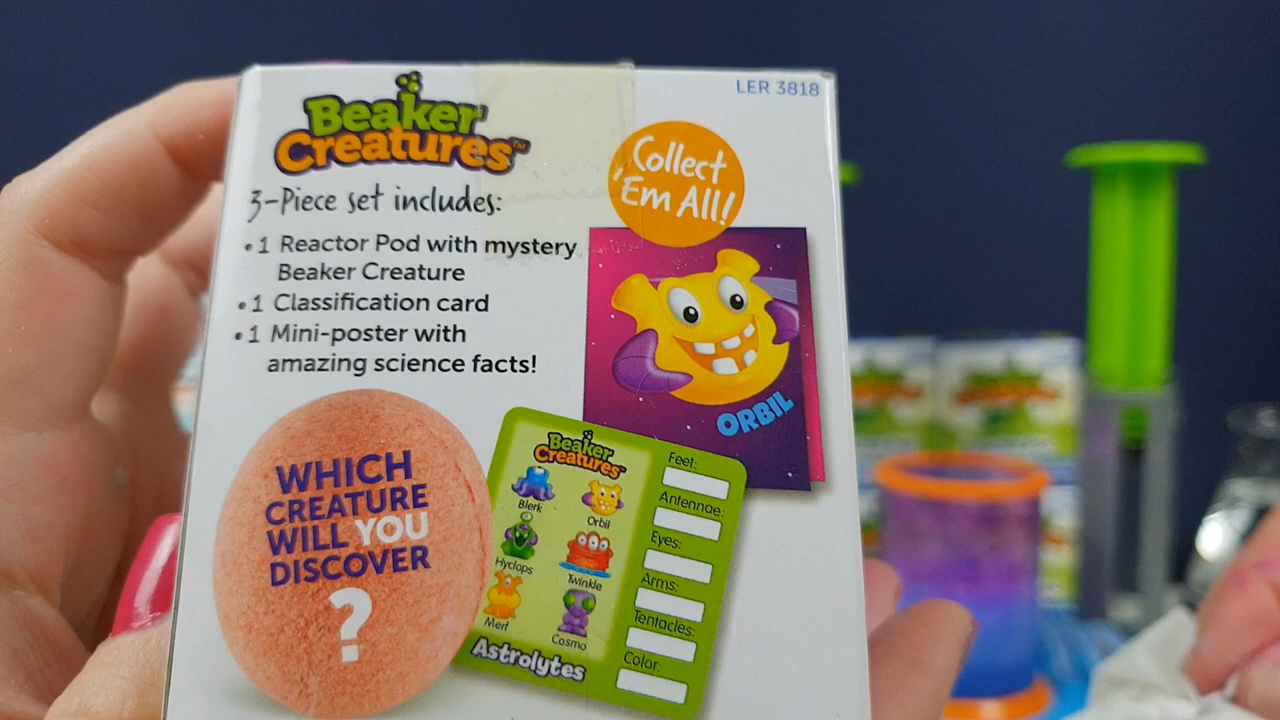 LER 3818
Beaker
Creatures™
Collect
'Em All!
3-Piece set includes:
• 1 Reactor Pod with mystery
Beaker Creature
• 1 Classification card
• 1 Mini-poster with
amazing science facts!
ORBIL
WHICH
CREATURE
WILL YOU
DISCOVER
?
Beaker
Creatures™
Blerk
Orbil
Hyclops
Twinkle
Merf
Cosmo
Astrolytes
Feet:
Antennae:
Eyes:
Arms:
Tentacles:
Color: